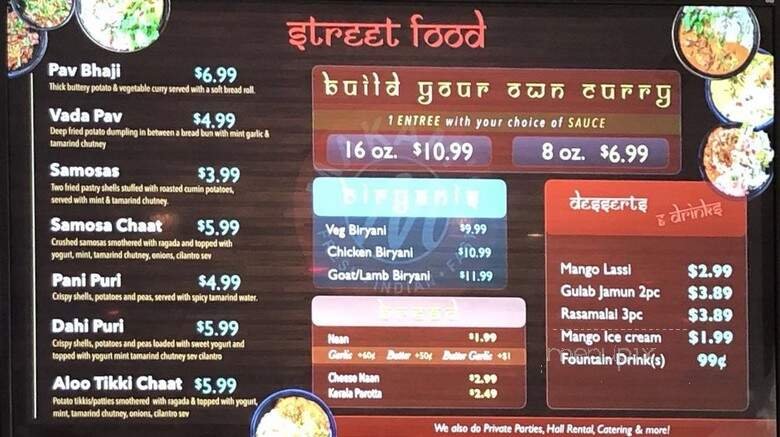 street food
Pav Bhaji $6.99
Thick buttery potato & vegetable curry served with a soft bread roll.
Vada Pav $4.99
Deep fried potato dumpling in between a bread bun with mint garlic &
tamarind chutney
Samosas $3.99
Two fried pastry shells stuffed with roasted cumin potatoes,
served with mint & tamarind chutney.
Samosa Chaat $5.99
Crushed samosas smothered with ragada and topped with
yogurt, mint, tamarind chutney, onions, cilantro sev
Pani Puri $4.99
Crispy shells, potatoes and peas, served with spicy tamarind water.
Dahi Puri $5.99
Crispy shells, potatoes and peas loaded with sweet yogurt and
topped with yogurt mint tamarind chutney sev cilantro
Aloo Tikki Chaat $5.99
Potato tikkis/patties smothered with ragada & topped with yogurt,
mint, tamarind chutney, onions, cilantro sev
build your own curry
1 ENTREE with your choice of SAUCE
16 oz. $10.99
8 oz. $6.99
biryanis
Veg Biryani $9.99
Chicken Biryani $10.99
Goat/Lamb Biryani $11.99
bread
Naan $1.99
Garlic +60¢ Butter +50¢ Butter Garlic +$1
Cheese Naan $2.99
Kerala Parotta $2.49
desserts
& drinks
Mango Lassi $2.99
Gulab Jamun 2pc $3.89
Rasamalai 3pc $3.89
Mango Ice cream $1.99
Fountain Drink(s) 99¢
menupix
We also do Private Parties, Hall Rental, Catering & more!